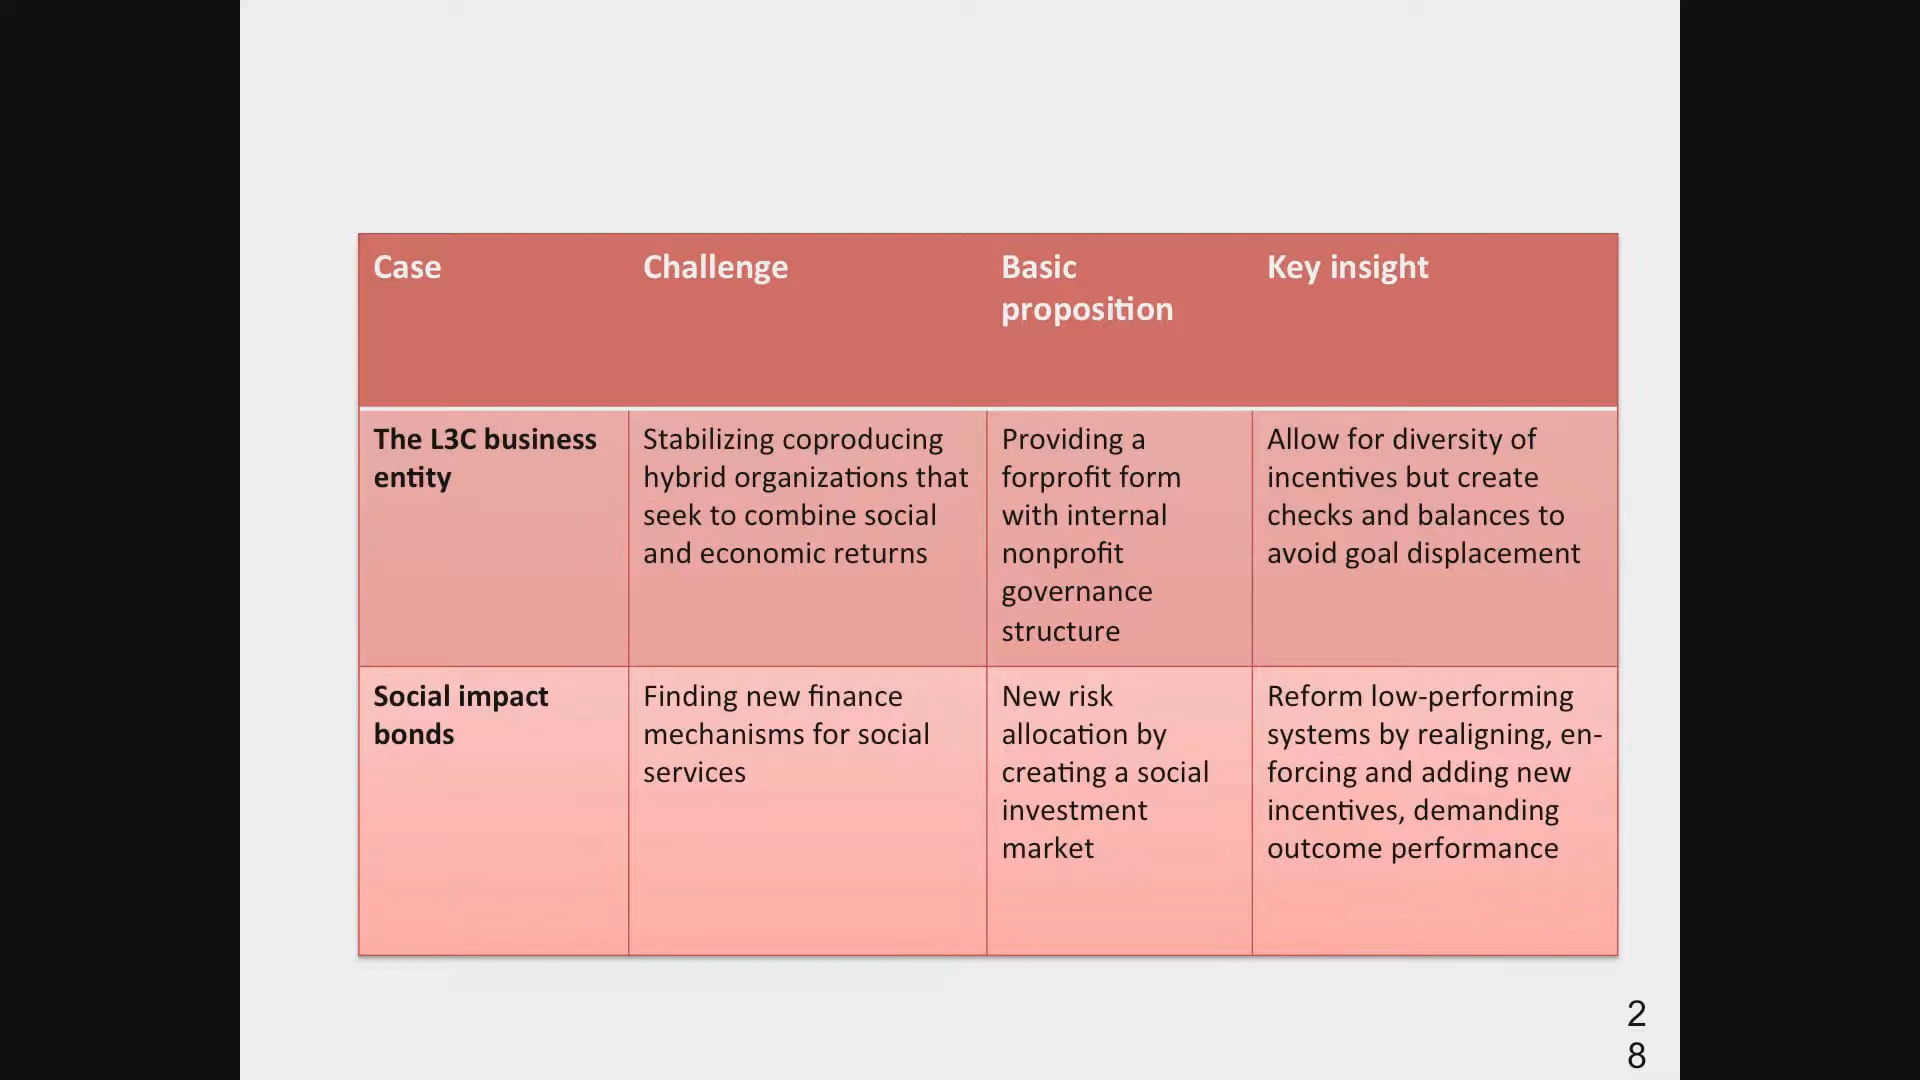 Case
Challenge
Basic
proposition
Key insight
The L3C business
entity
Stabilizing coproducing
hybrid organizations that
seek to combine social
and economic returns
Providing a
forprofit form
with internal
nonprofit
governance
structure
Allow for diversity of
incentives but create
checks and balances to
avoid goal displacement
Social impact
bonds
Finding new finance
mechanisms for social
services
New risk
allocation by
creating a social
investment
market
Reform low-performing
systems by realigning, en-
forcing and adding new
incentives, demanding
outcome performance
2
8